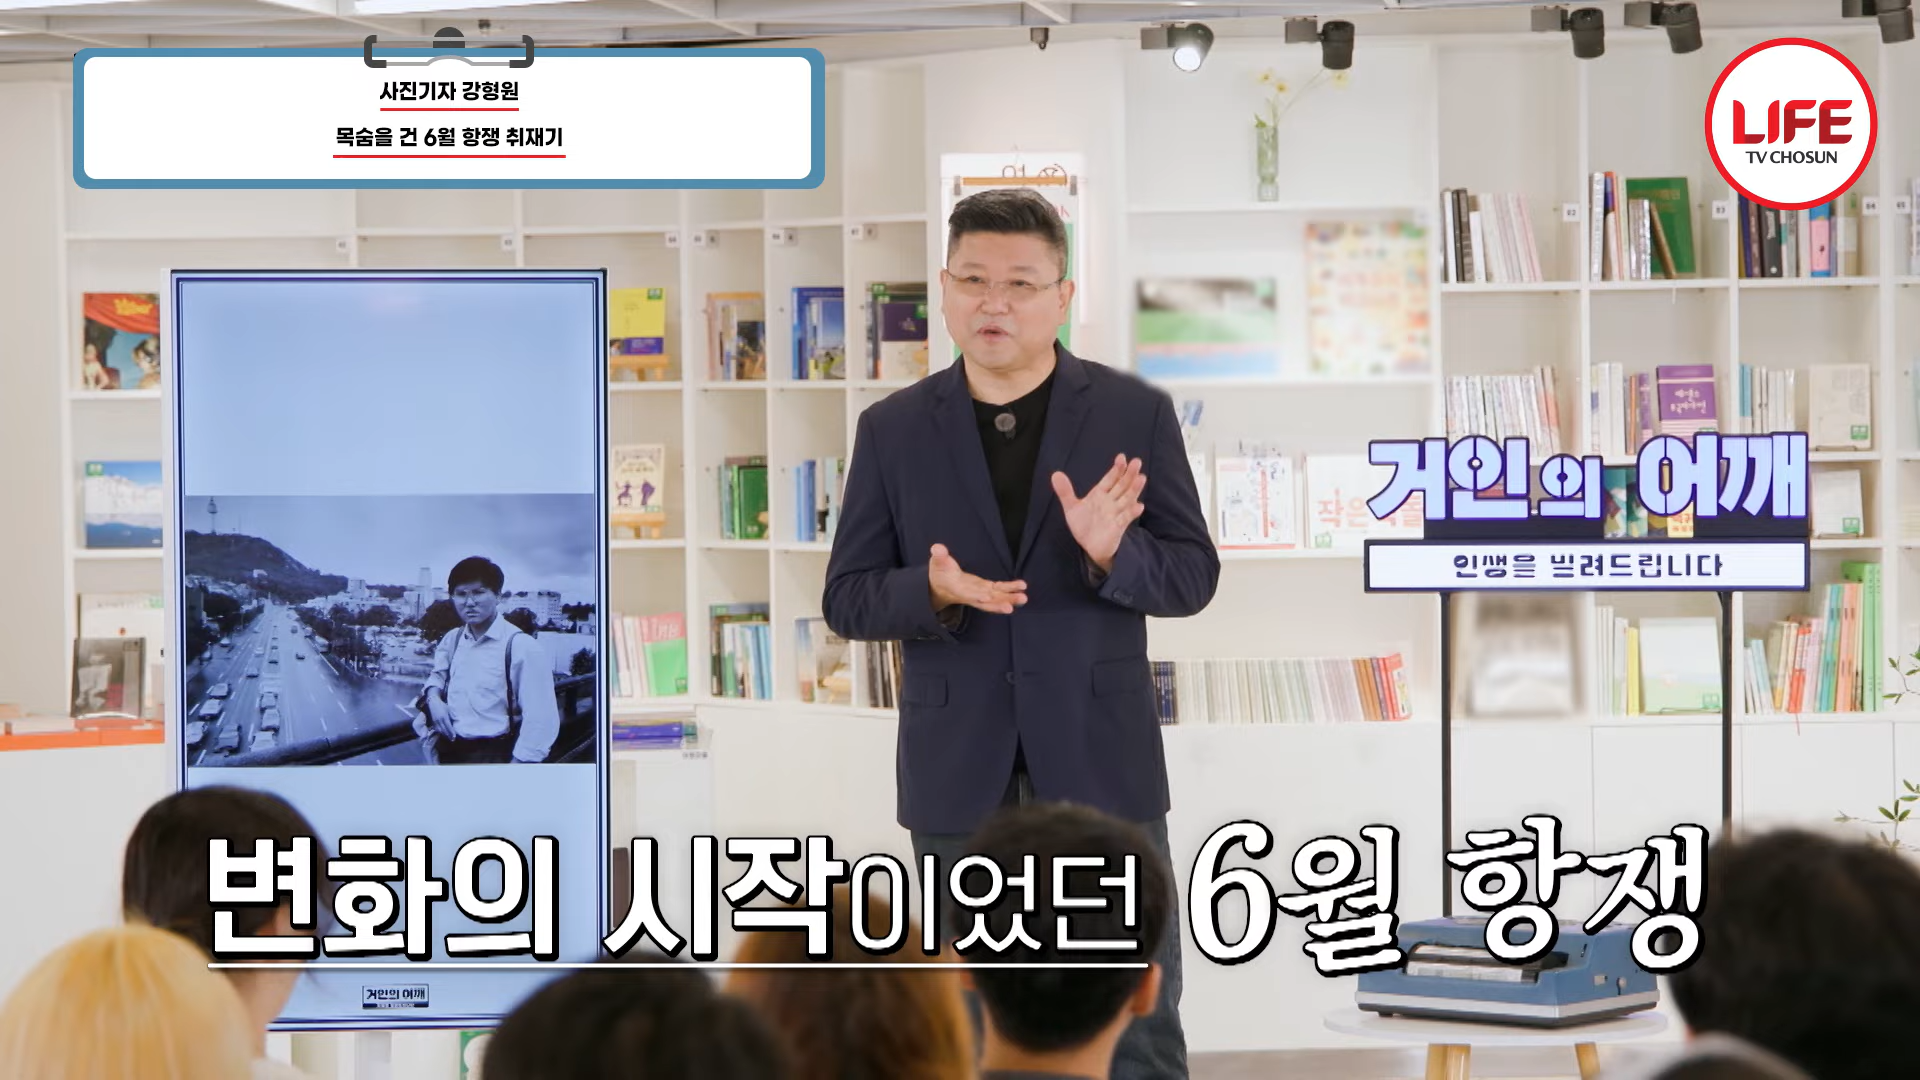 사진기자 강형원
목숨을 건 6월 항쟁 취재기
LIFE
TV CHOSUN
거인의 어깨
인생을 빌려드립니다
변화의 시작이었던 6월 항쟁
거인의 어깨